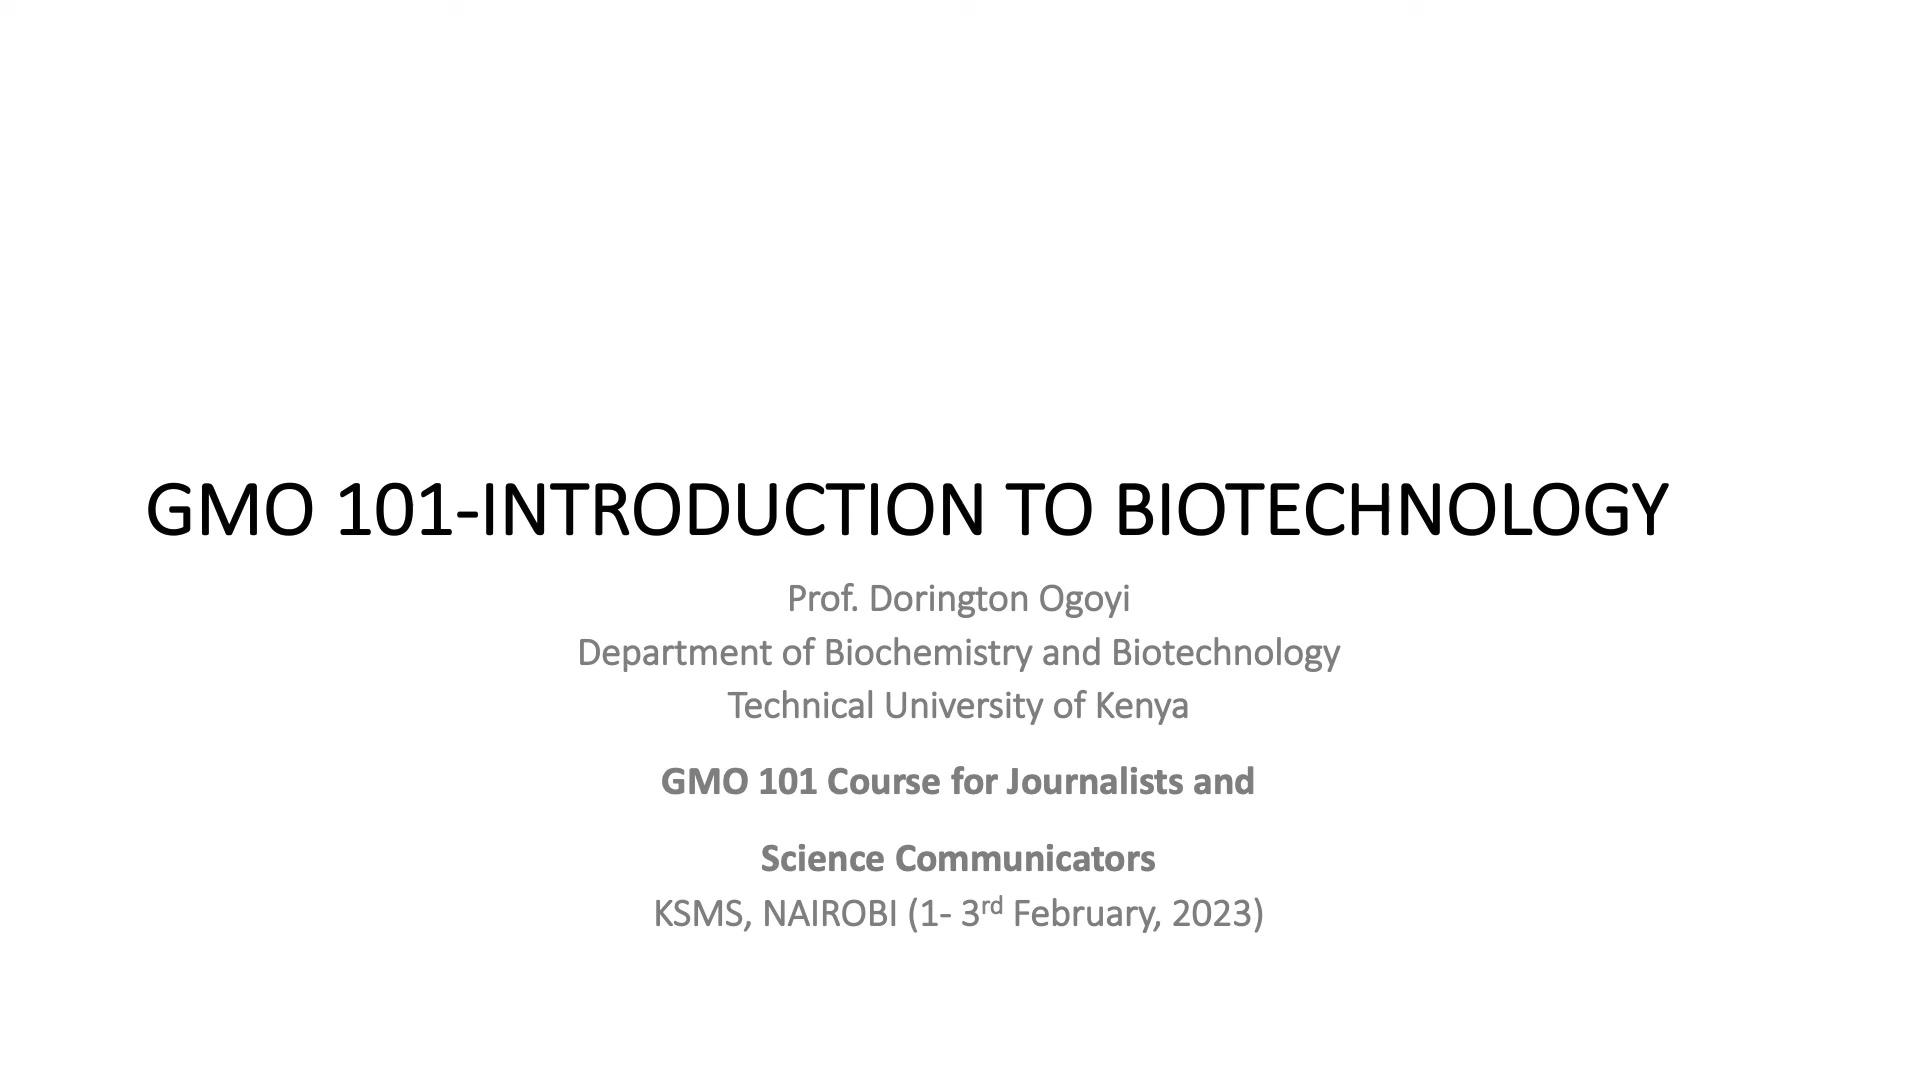 GMO 101-INTRODUCTION TO BIOTECHNOLOGY
Prof. Dorington Ogoyi
Department of Biochemistry and Biotechnology
Technical University of Kenya
GMO 101 Course for Journalists and
Science Communicators
KSMS, NAIROBI (1- 3rd February, 2023)